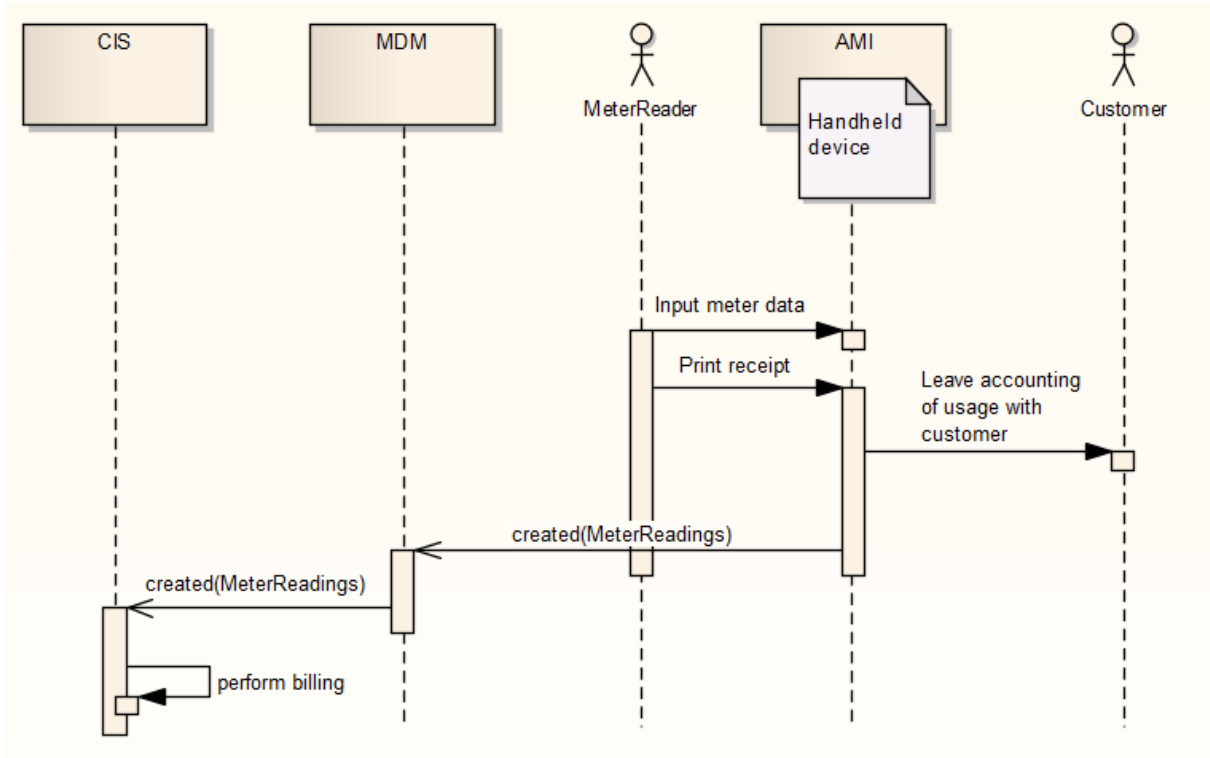 CIS
MDM
MeterReader
AMI
Handheld
device
Customer
Input meter data
Print receipt
Leave accounting
of usage with
customer
created(MeterReadings)
created(MeterReadings)
perform billing